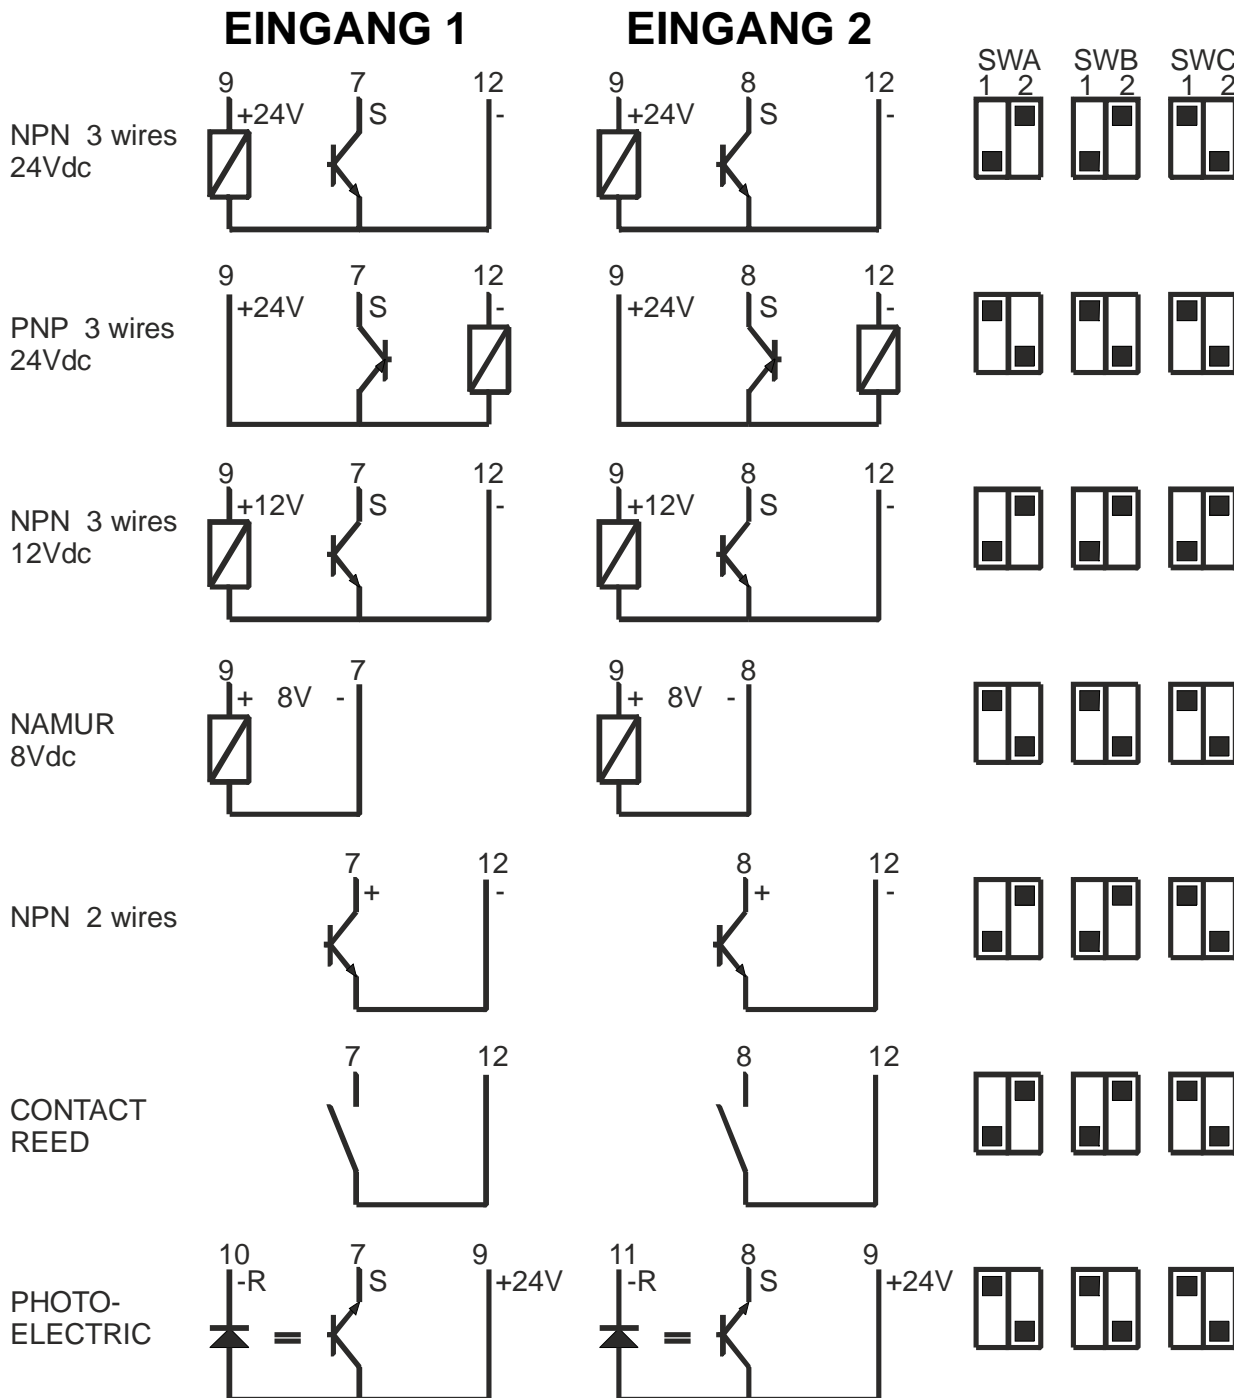 EINGANG 1 EINGANG 2
SWA SWB SWC
1 2 1 2 1 2
9 7 12 9 8 12
NPN 3 wires
24Vdc
+24V S - +24V S -
9 7 12 9 8 12
PNP 3 wires
24Vdc
+24V S - +24V S -
9 7 12 9 8 12
NPN 3 wires
12Vdc
+12V S - +12V S -
9 7 9 8
NAMUR
8Vdc
+ 8V - + 8V -
7 12 8 12
NPN 2 wires
+ - + -
7 12 8 12
CONTACT
REED
10 7 9 11 8 9
-R S +24V -R S +24V
PHOTO-
ELECTRIC